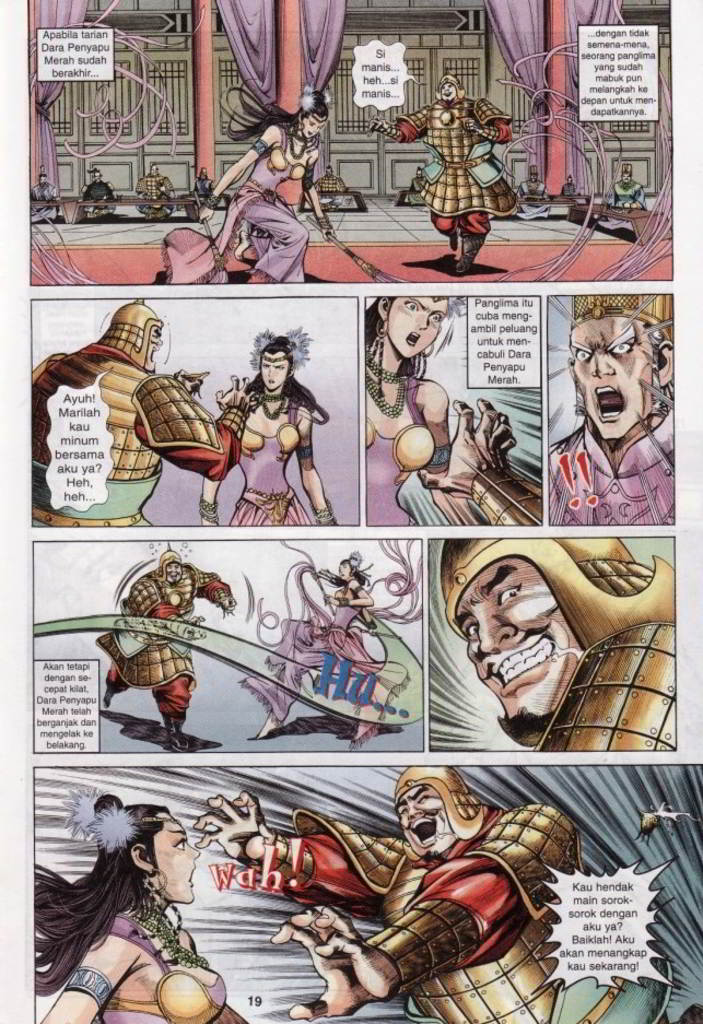 Apabila tarian
Dara Penyapu
Merah sudah
berakhir...
Si
manis...
heh...si
manis...
...dengan tidak
semena-mena,
seorang panglima
yang sudah
mabuk pun
melangkah ke
depan untuk men-
dapatkannya.
Ayuh!
Marilah
kau
minum
bersama
aku ya?
Heh,
heh...
Panglima itu
cuba meng-
ambil peluang
untuk men-
cabuli Dara
Penyapu
Merah.
!!
Akan tetapi
dengan se-
cepat kilat,
Dara Penyapu
Merah telah
berganjak dan
mengelak ke
belakang.
Hu...
Wah!
Kau hendak
main sorok-
sorok dengan
aku ya?
Baiklah! Aku
akan menangkap
kau sekarang!
19